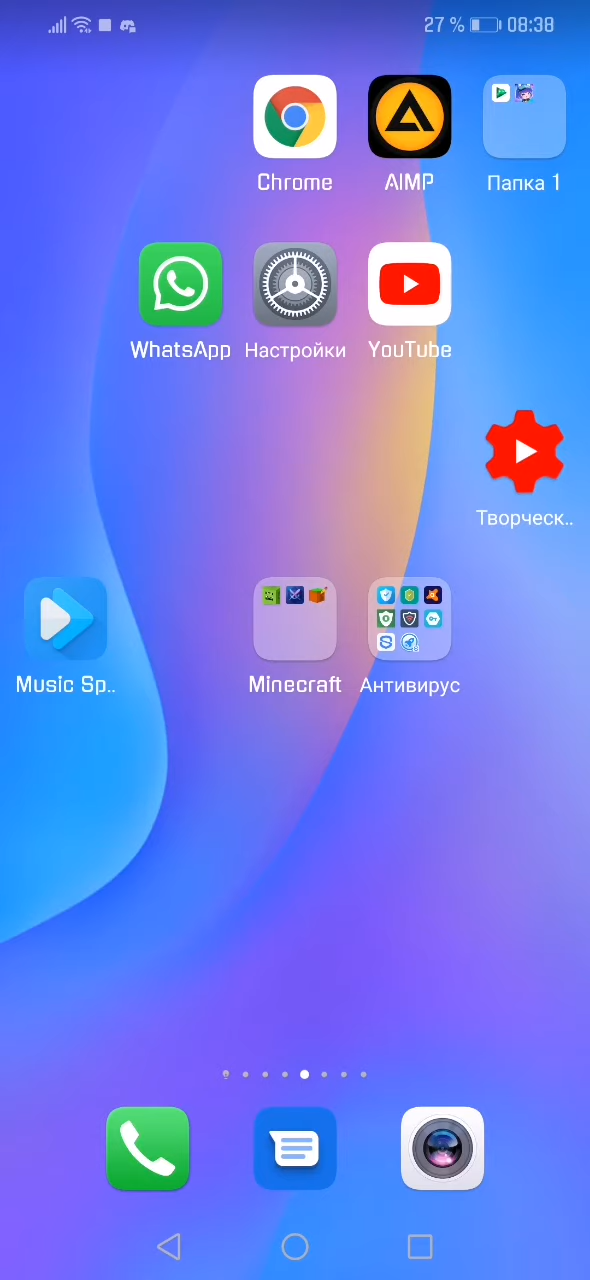 27 % 08:38
Chrome AIMP Папка 1
WhatsApp Настройки YouTube
Творческ..
Music Sp.. Minecraft Антивирус